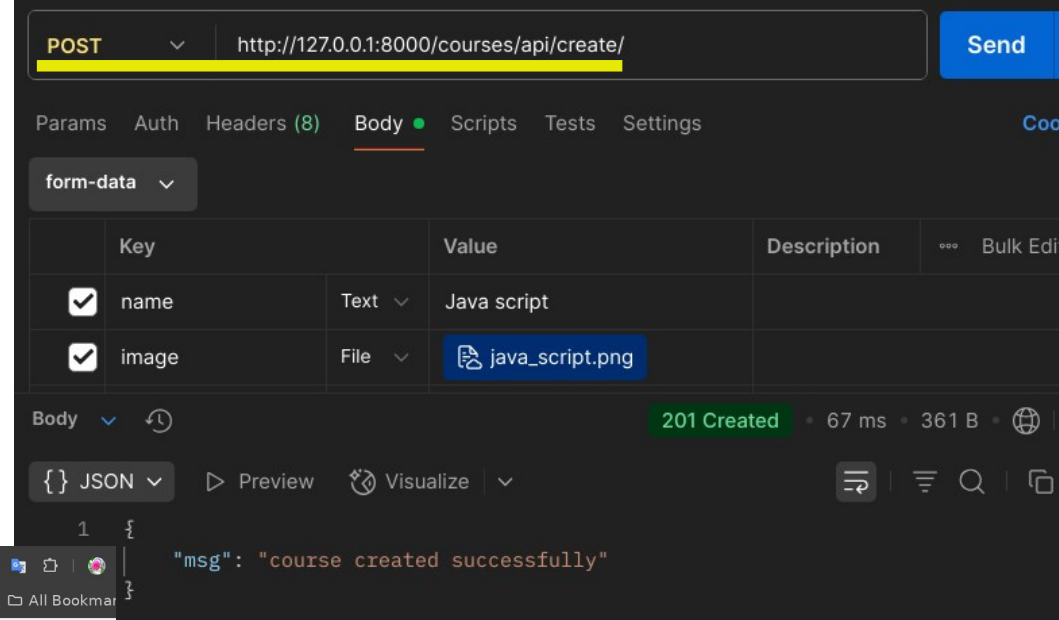 POST http://127.0.0.1:8000/courses/api/create/ Send
Params Auth Headers (8) Body Scripts Tests Settings Coo
form-data
Key Value Description Bulk Edi
name Text Java script
image File java_script.png
Body 201 Created 67 ms 361 B
{} JSON Preview Visualize
1 {
"msg": "course created successfully"
}
All Bookmar